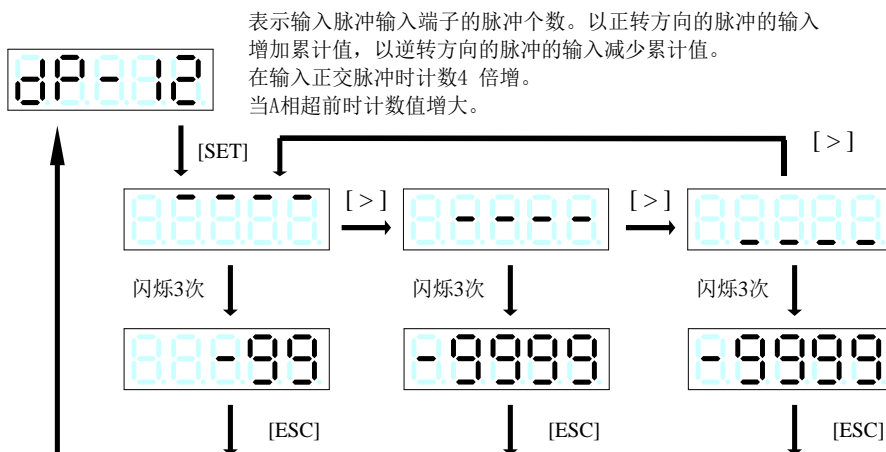 表示输入脉冲输入端子的脉冲个数。以正转方向的脉冲的输入
增加累计值，以逆转方向的脉冲的输入减少累计值。
在输入正交脉冲时计数4 倍增。
当A相超前时计数值增大。
dP-12
[SET]
[ > ]
---- 
[ > ]
----
[ > ]
____
闪烁3次
闪烁3次
闪烁3次
-99
-9999
-9999
[ESC]
[ESC]
[ESC]